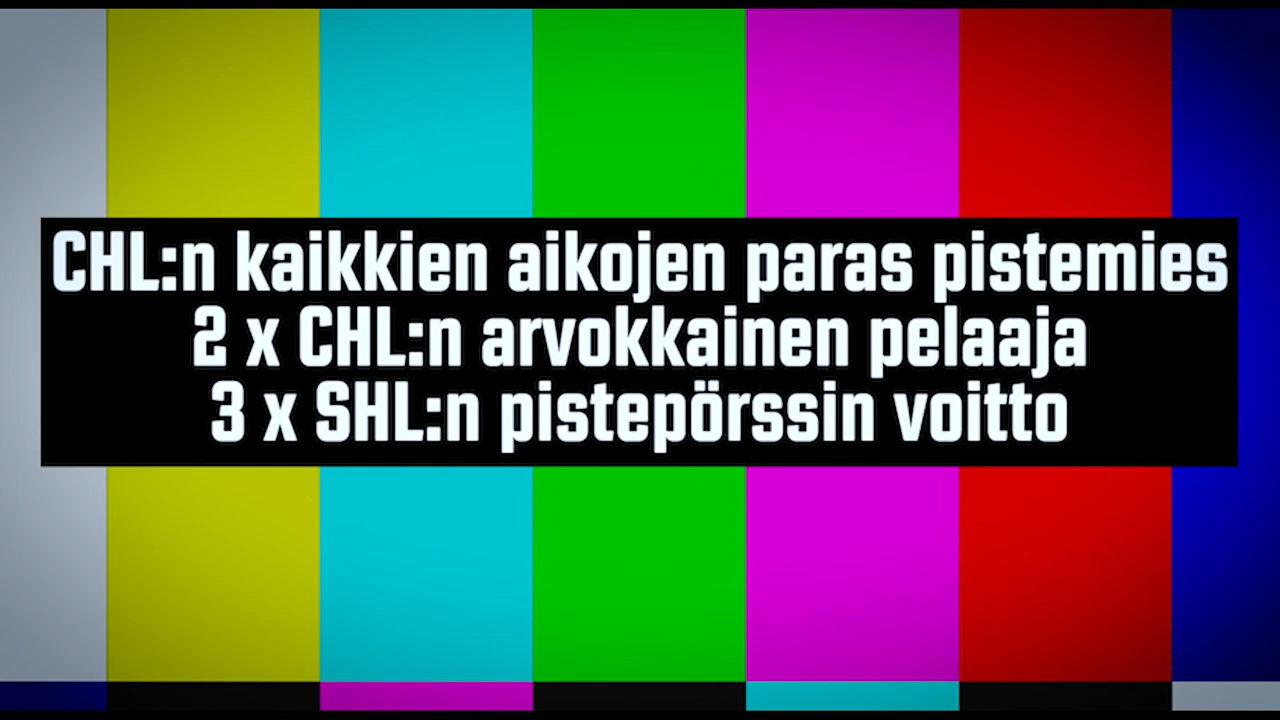 CHL:n kaikkien aikojen paras pistemies
2 x CHL:n arvokkainen pelaaja
3 x SHL:n pistepörssin voitto